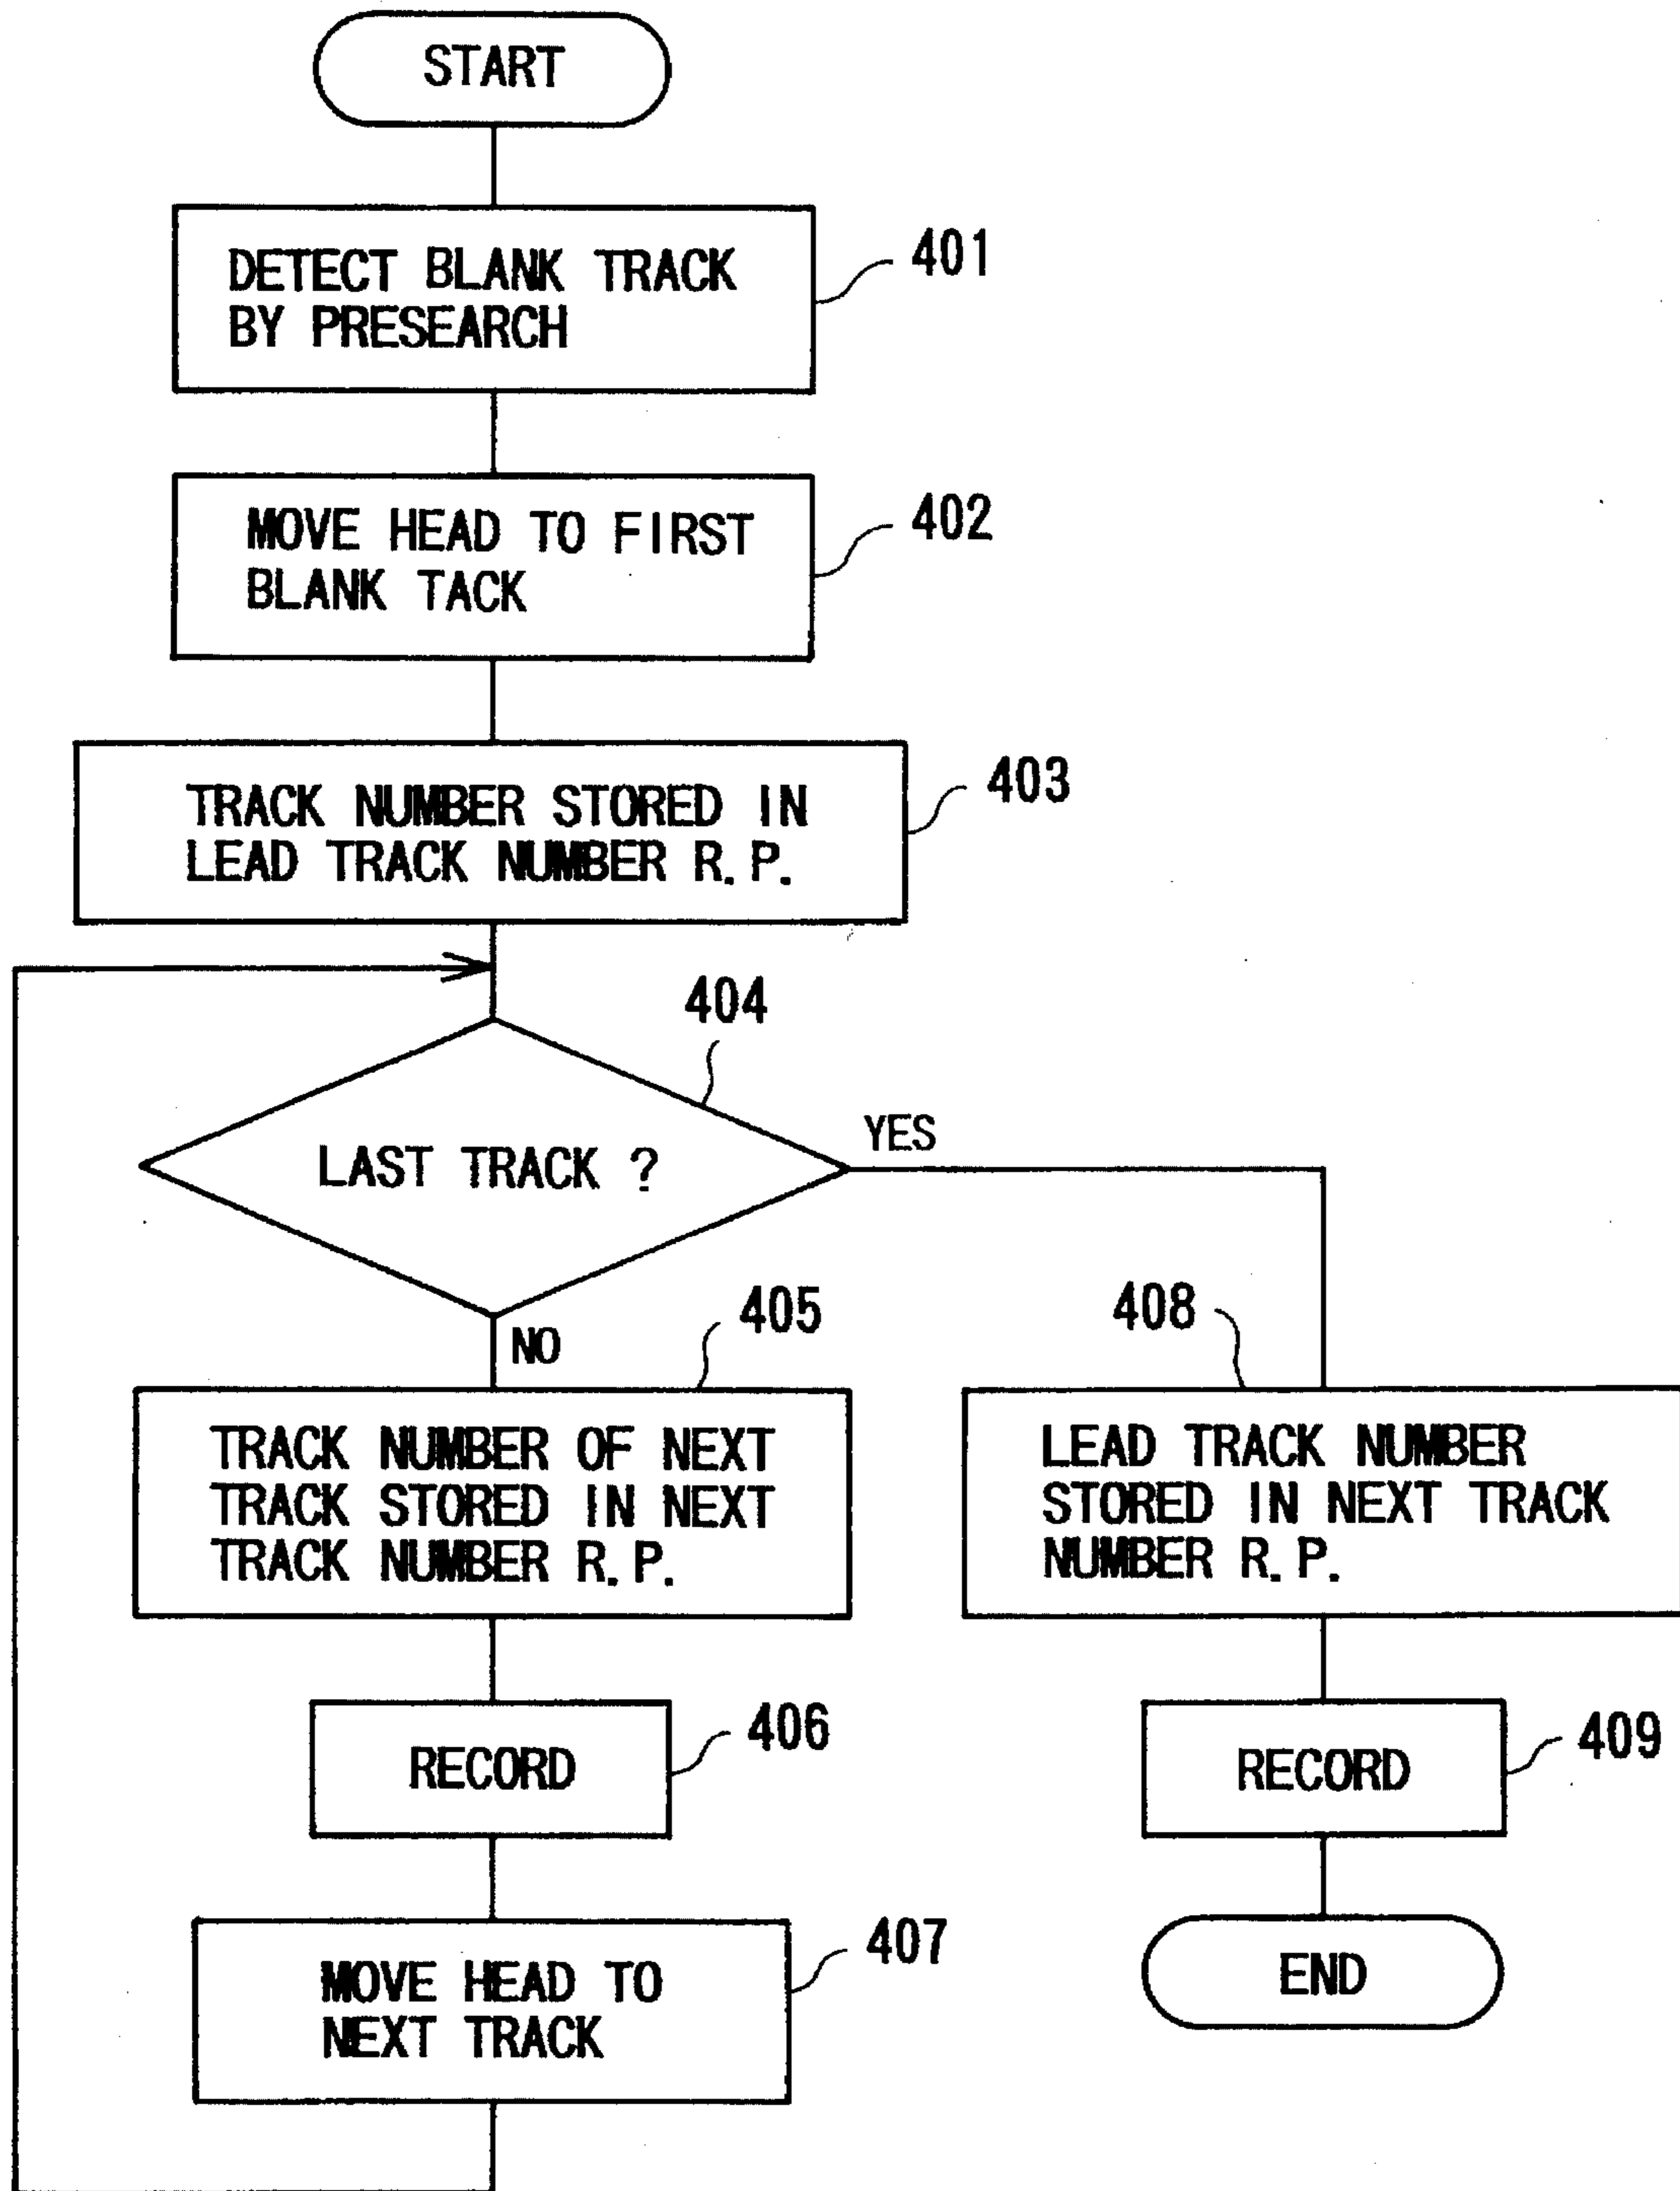 START
DETECT BLANK TRACK
BY PRESEARCH
401
MOVE HEAD TO FIRST
BLANK TACK
402
TRACK NUMBER STORED IN
LEAD TRACK NUMBER R.P.
403
404
LAST TRACK ?
YES
NO
405
TRACK NUMBER OF NEXT
TRACK STORED IN NEXT
TRACK NUMBER R.P.
408
LEAD TRACK NUMBER
STORED IN NEXT TRACK
NUMBER R.P.
RECORD
406
RECORD
409
MOVE HEAD TO
NEXT TRACK
407
END